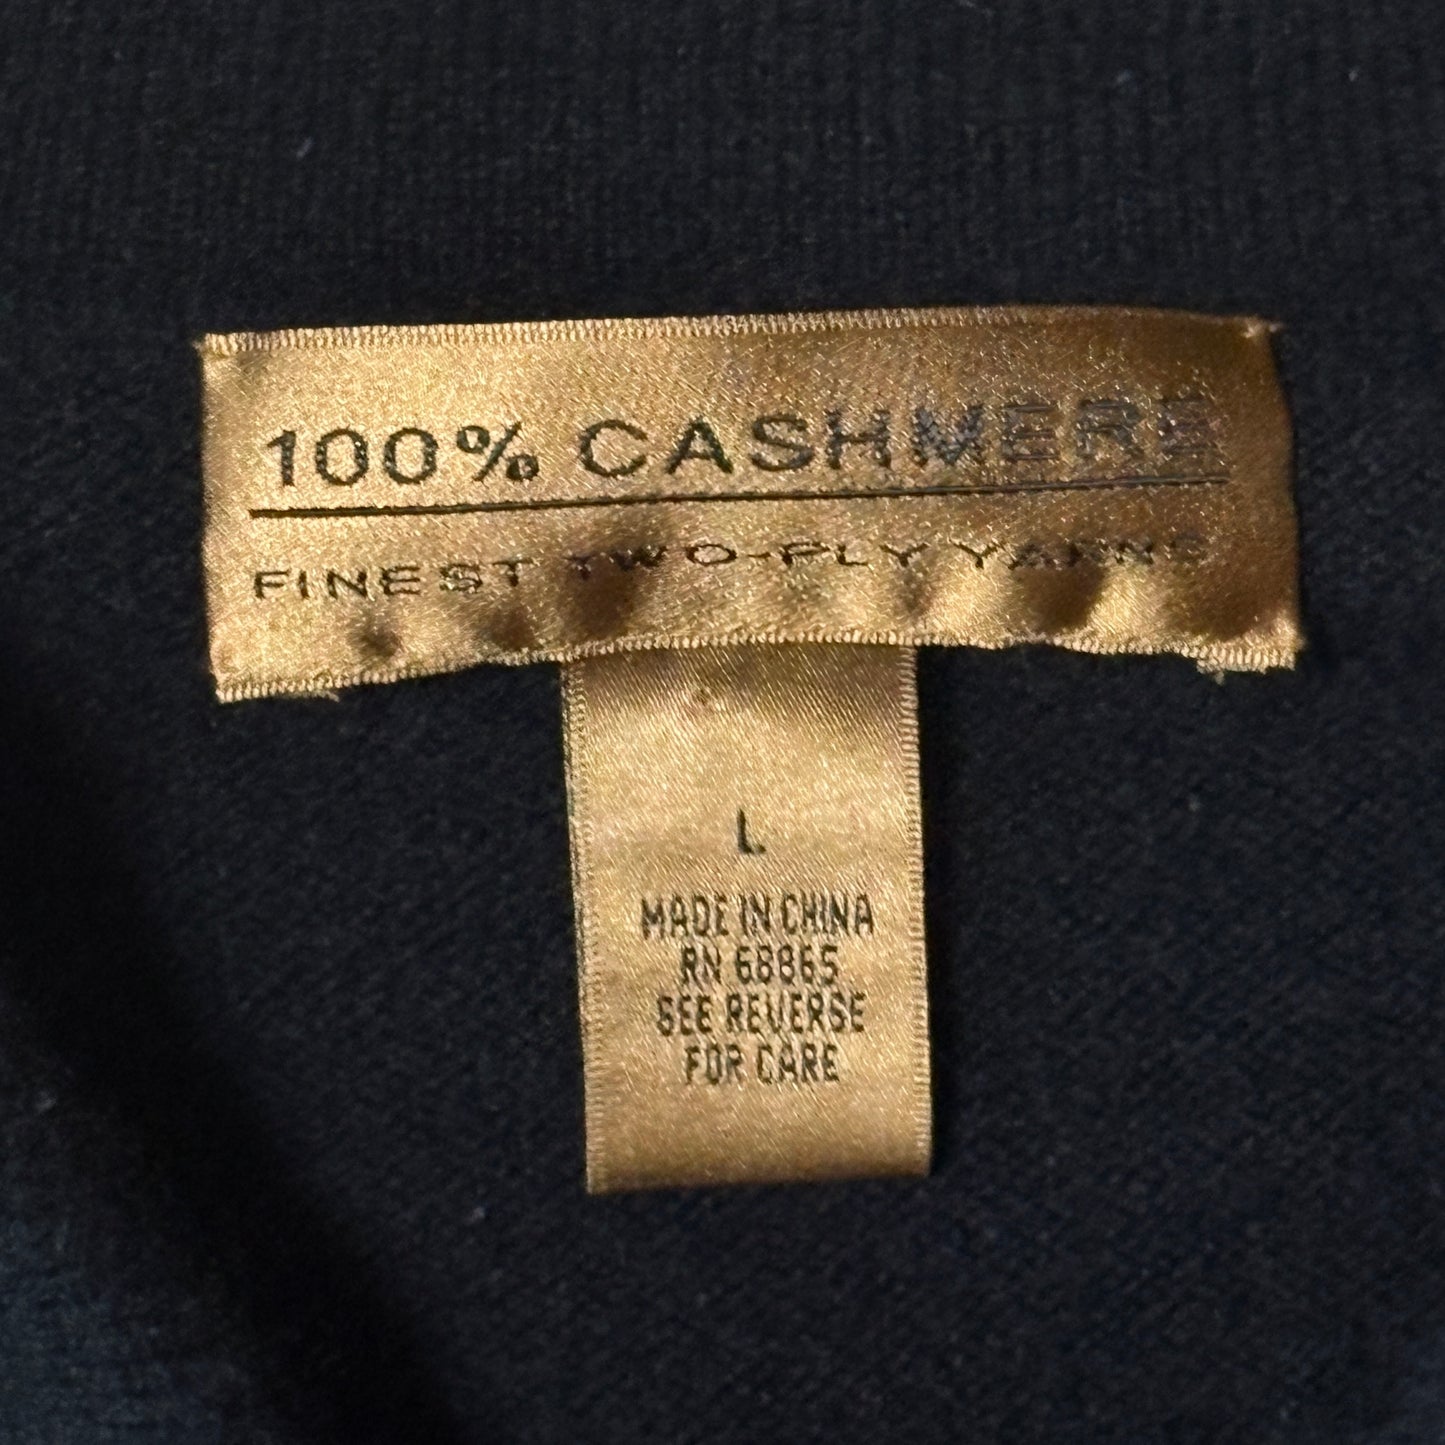 100% CASHMERE
FINEST TWO-PLY YARNS
L
MADE IN CHINA
RN 68865
SEE REVERSE
FOR CARE